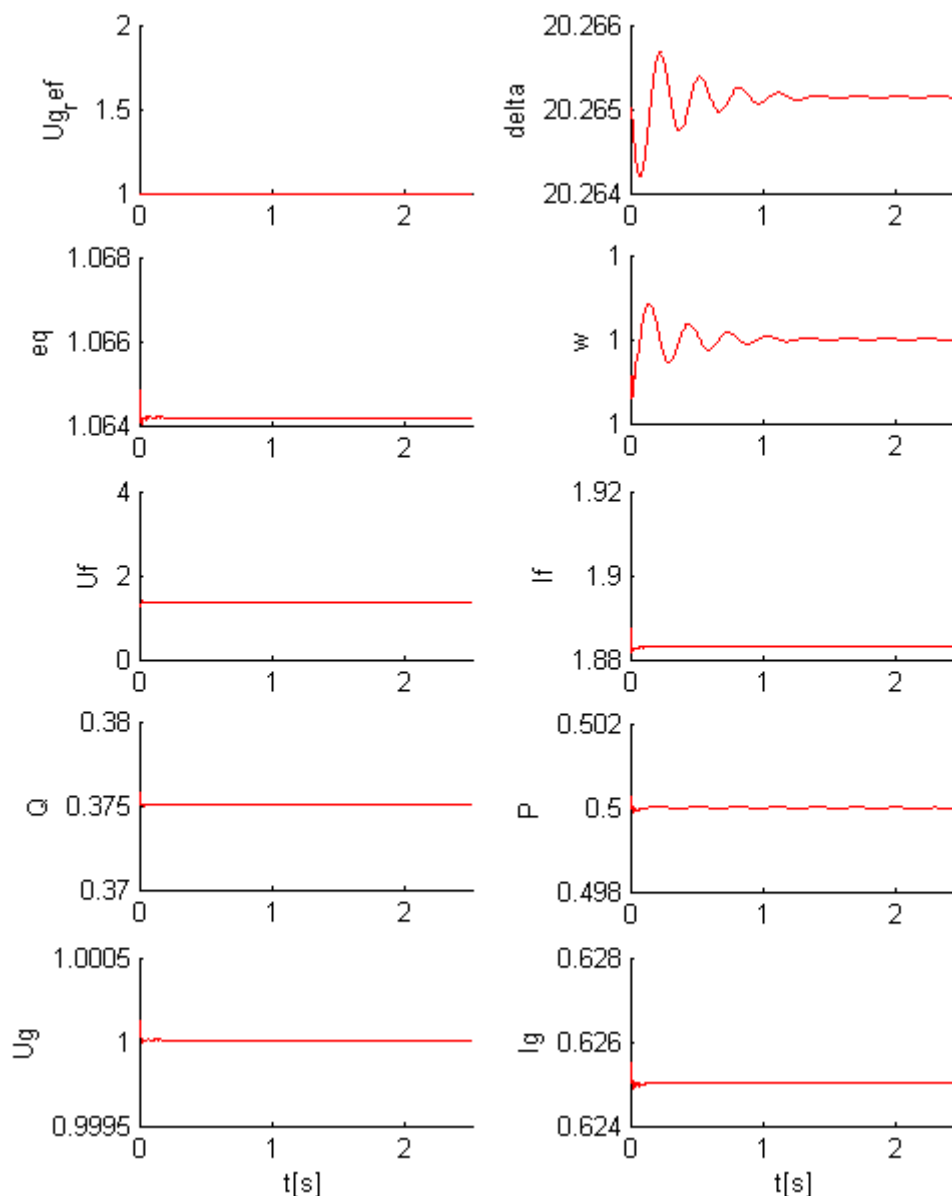 2
1.5
1
Ug_ref
0 1 2
20.266
20.265
20.264
delta
0 1 2
1.068
1.066
1.064
eq
0 1 2
1
1
1
w
0 1 2
4
2
0
Uf
0 1 2
1.92
1.9
1.88
If
0 1 2
0.38
0.375
0.37
Q
0 1 2
0.502
0.5
0.498
P
0 1 2
1.0005
1
0.9995
Ug
0 1 2
t[s]
0.628
0.626
0.624
Ig
0 1 2
t[s]